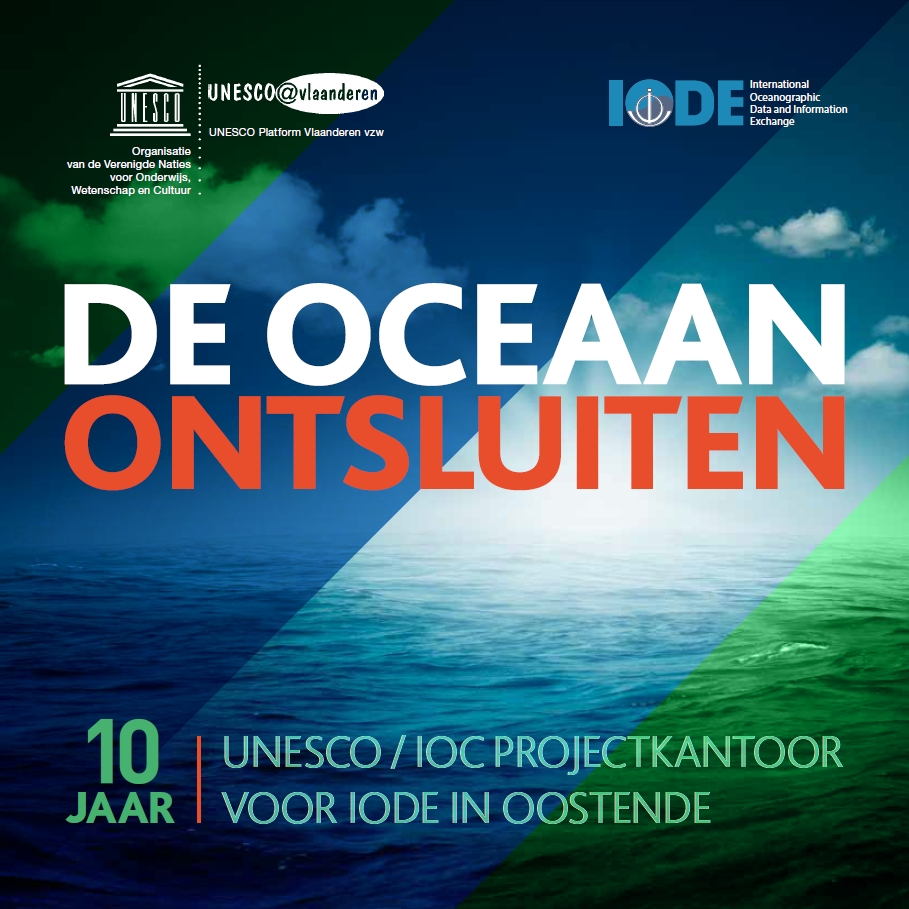 UNESCO
Organisatie
van de Verenigde Naties
voor Onderwijs,
Wetenschap en Cultuur
UNESCO@vlaanderen
UNESCO Platform Vlaanderen vzw
IODE
International
Oceanographic
Data and Information
Exchange
DE OCEAAN
ONTSLUITEN
10
JAAR
UNESCO / IOC PROJECTKANTOOR
VOOR IODE IN OOSTENDE